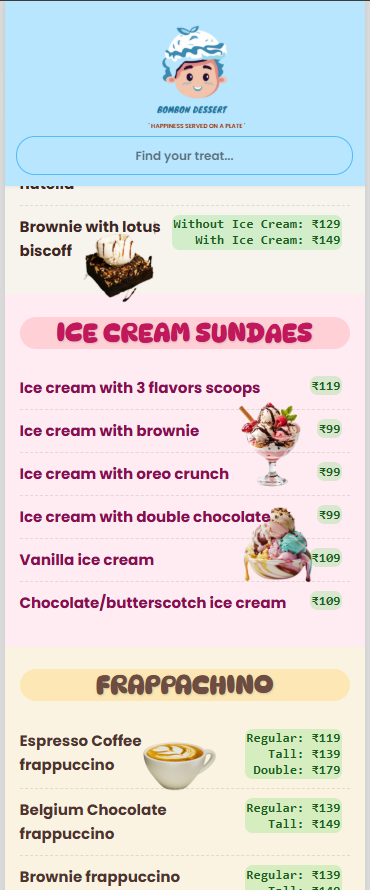 BOMBON DESSERT
"HAPPINESS SERVED ON A PLATE"
Find your treat...
nutella
Brownie with lotus
biscoff
Without Ice Cream: ₹129
With Ice Cream: ₹149
ICE CREAM SUNDAES
Ice cream with 3 flavors scoops ₹119
Ice cream with brownie ₹99
Ice cream with oreo crunch ₹99
Ice cream with double chocolate ₹99
Vanilla ice cream ₹109
Chocolate/butterscotch ice cream ₹109
FRAPPACHINO
Espresso Coffee
frappuccino
Regular: ₹119
Tall: ₹139
Double: ₹179
Belgium Chocolate
frappuccino
Regular: ₹139
Tall: ₹149
Brownie frappuccino
Regular: ₹139
Tall: ₹149